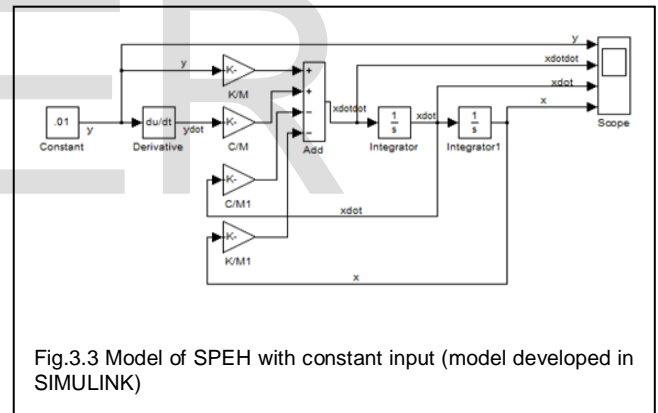 ER
y
xdotdot
xdot
x
Scope
y
K-
K/M
.01
Constant
y
du/dt
Derivative
ydot
K-
C/M
+
+
−
−
Add
xdotdot
1
s
Integrator
xdot
1
s
Integrator1
K-
C/M1
xdot
K-
K/M1
x
Fig.3.3 Model of SPEH with constant input (model developed in
SIMULINK)